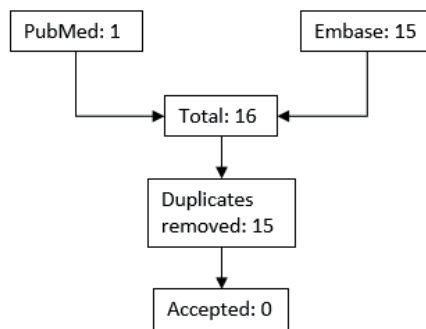 PubMed: 1
Embase: 15
Total: 16
Duplicates
removed: 15
Accepted: 0